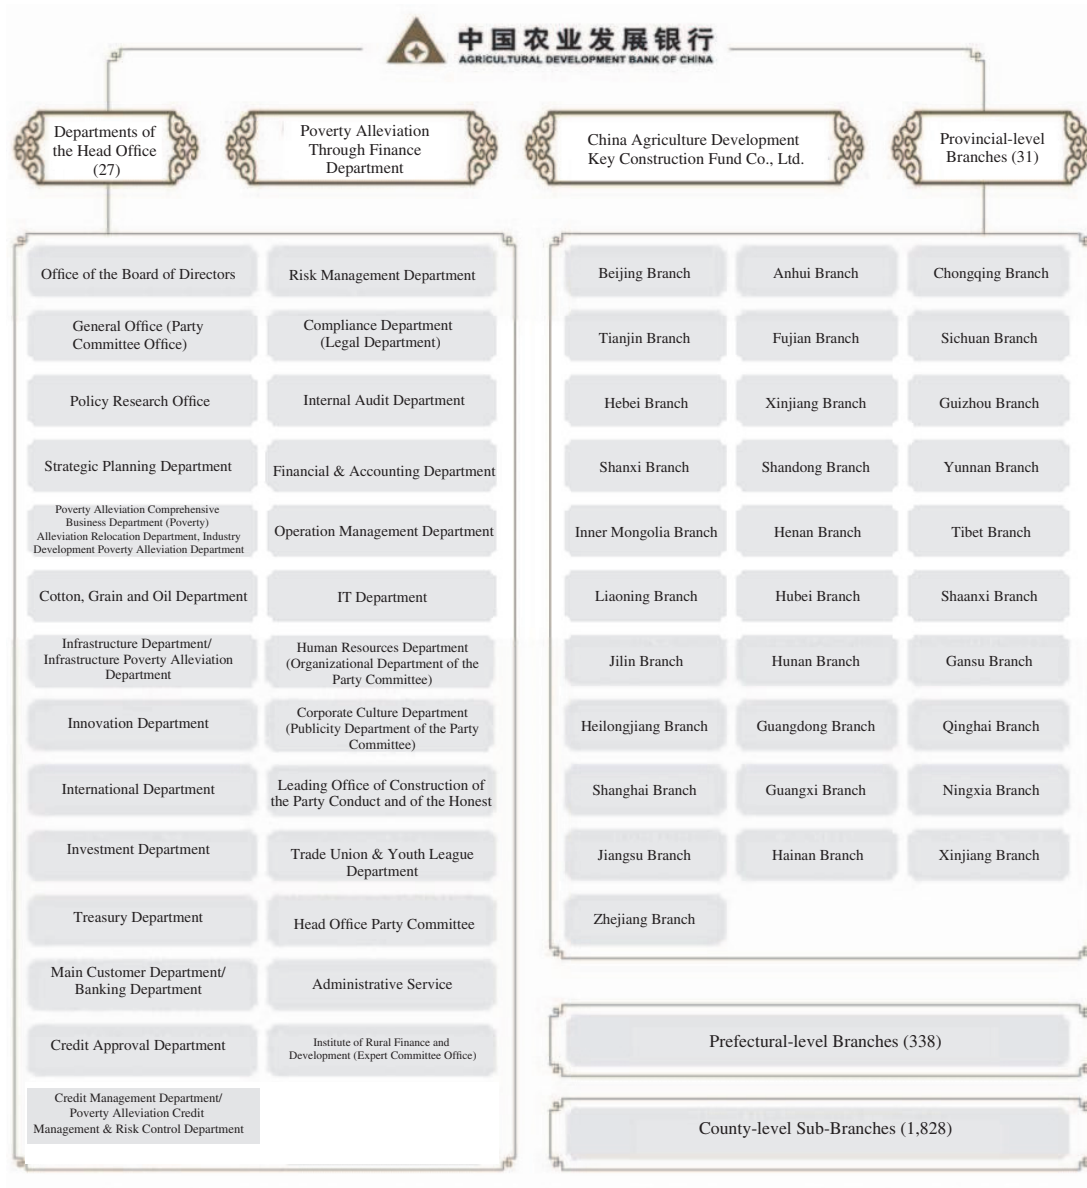 中国农业发展银行
AGRICULTURAL DEVELOPMENT BANK OF CHINA
Departments of
the Head Office
(27)
Poverty Alleviation
Through Finance
Department
China Agriculture Development
Key Construction Fund Co., Ltd.
Provincial-level
Branches (31)
Office of the Board of Directors
General Office (Party
Committee Office)
Policy Research Office
Strategic Planning Department
Poverty Alleviation Comprehensive
Business Department (Poverty)
Alleviation Relocation Department, Industry
Development Poverty Alleviation Department
Cotton, Grain and Oil Department
Infrastructure Department/
Infrastructure Poverty Alleviation
Department
Innovation Department
International Department
Investment Department
Treasury Department
Main Customer Department/
Banking Department
Credit Approval Department
Credit Management Department/
Poverty Alleviation Credit
Management & Risk Control Department
Risk Management Department
Compliance Department
(Legal Department)
Internal Audit Department
Financial & Accounting Department
Operation Management Department
IT Department
Human Resources Department
(Organizational Department of the
Party Committee)
Corporate Culture Department
(Publicity Department of the Party
Committee)
Leading Office of Construction of
the Party Conduct and of the Honest
Trade Union & Youth League
Department
Head Office Party Committee
Administrative Service
Institute of Rural Finance and
Development (Expert Committee Office)
Beijing Branch
Tianjin Branch
Hebei Branch
Shanxi Branch
Inner Mongolia Branch
Liaoning Branch
Jilin Branch
Heilongjiang Branch
Shanghai Branch
Jiangsu Branch
Zhejiang Branch
Anhui Branch
Fujian Branch
Xinjiang Branch
Shandong Branch
Henan Branch
Hubei Branch
Hunan Branch
Guangdong Branch
Guangxi Branch
Hainan Branch
Chongqing Branch
Sichuan Branch
Guizhou Branch
Yunnan Branch
Tibet Branch
Shaanxi Branch
Gansu Branch
Qinghai Branch
Ningxia Branch
Xinjiang Branch
Prefectural-level Branches (338)
County-level Sub-Branches (1,828)